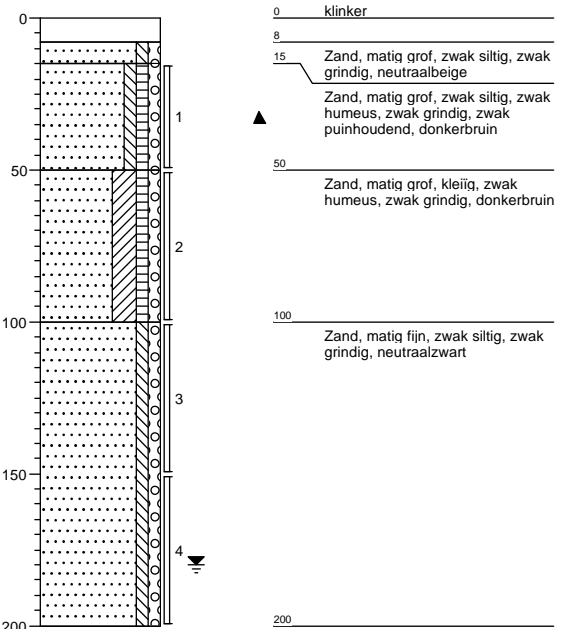 0
50
100
150
200
1
2
3
4
0
klinker
8
15
Zand, matig grof, zwak siltig, zwak
grindig, neutraalbeige
Zand, matig grof, zwak siltig, zwak
humeus, zwak grindig, zwak
puinhoudend, donkerbruin
50
Zand, matig grof, kleiïg, zwak
humeus, zwak grindig, donkerbruin
100
Zand, matig fijn, zwak siltig, zwak
grindig, neutraalzwart
200